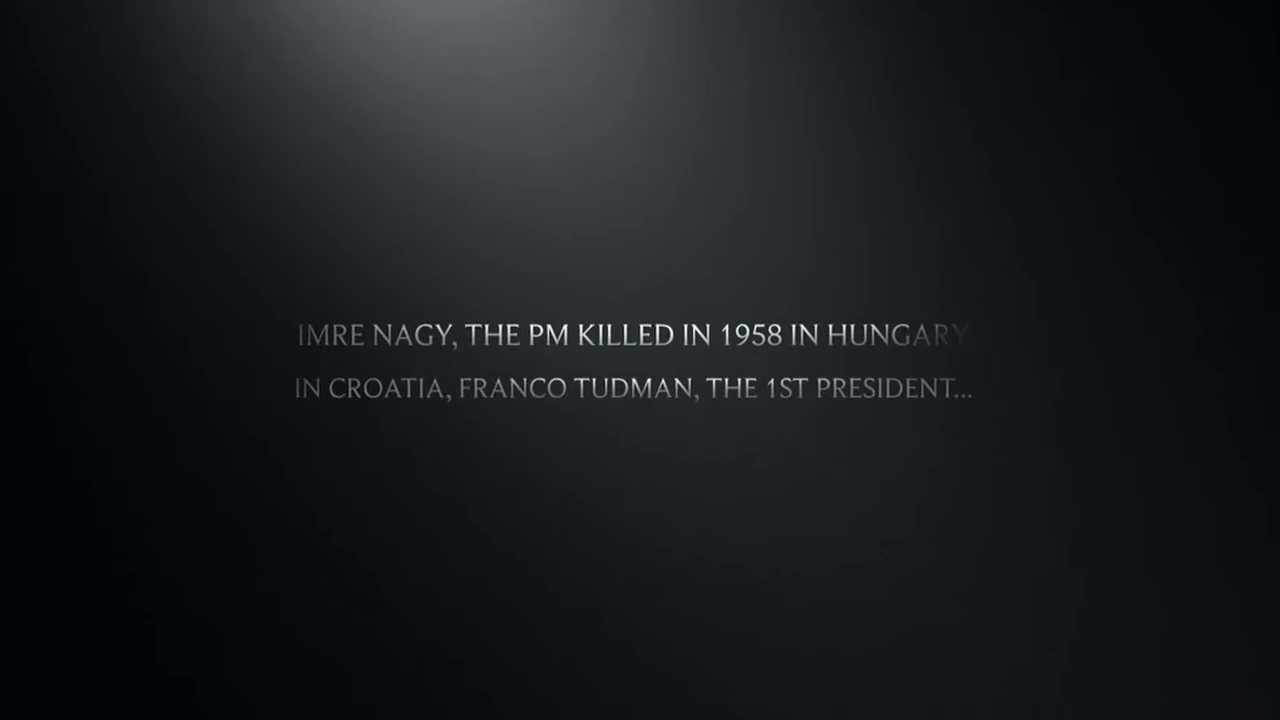 IMRE NAGY, THE PM KILLED IN 1958 IN HUNGARY
IN CROATIA, FRANCO TUDMAN, THE 1ST PRESIDENT...